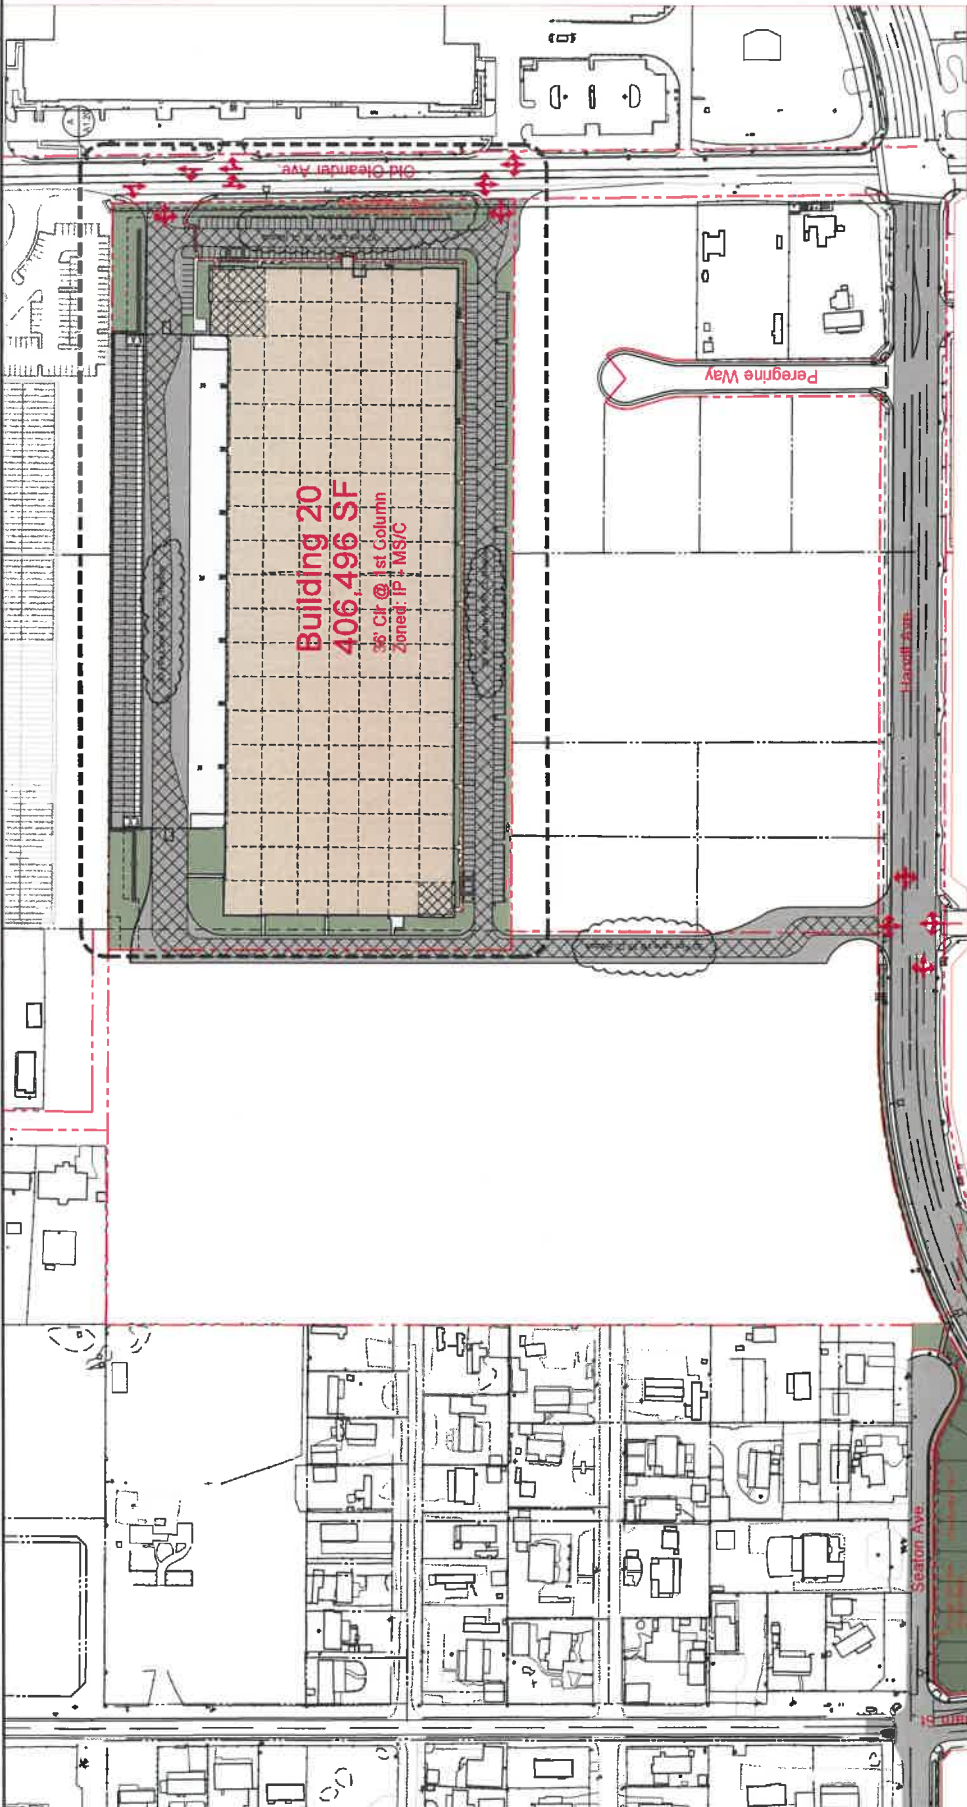 Old Oleander Ave.
Peregrine Way
Building 20
406,496 SF
36' Clr @ 1st Column
Zoned: IP + MS/C
Harvill Ave
Seaton Ave.